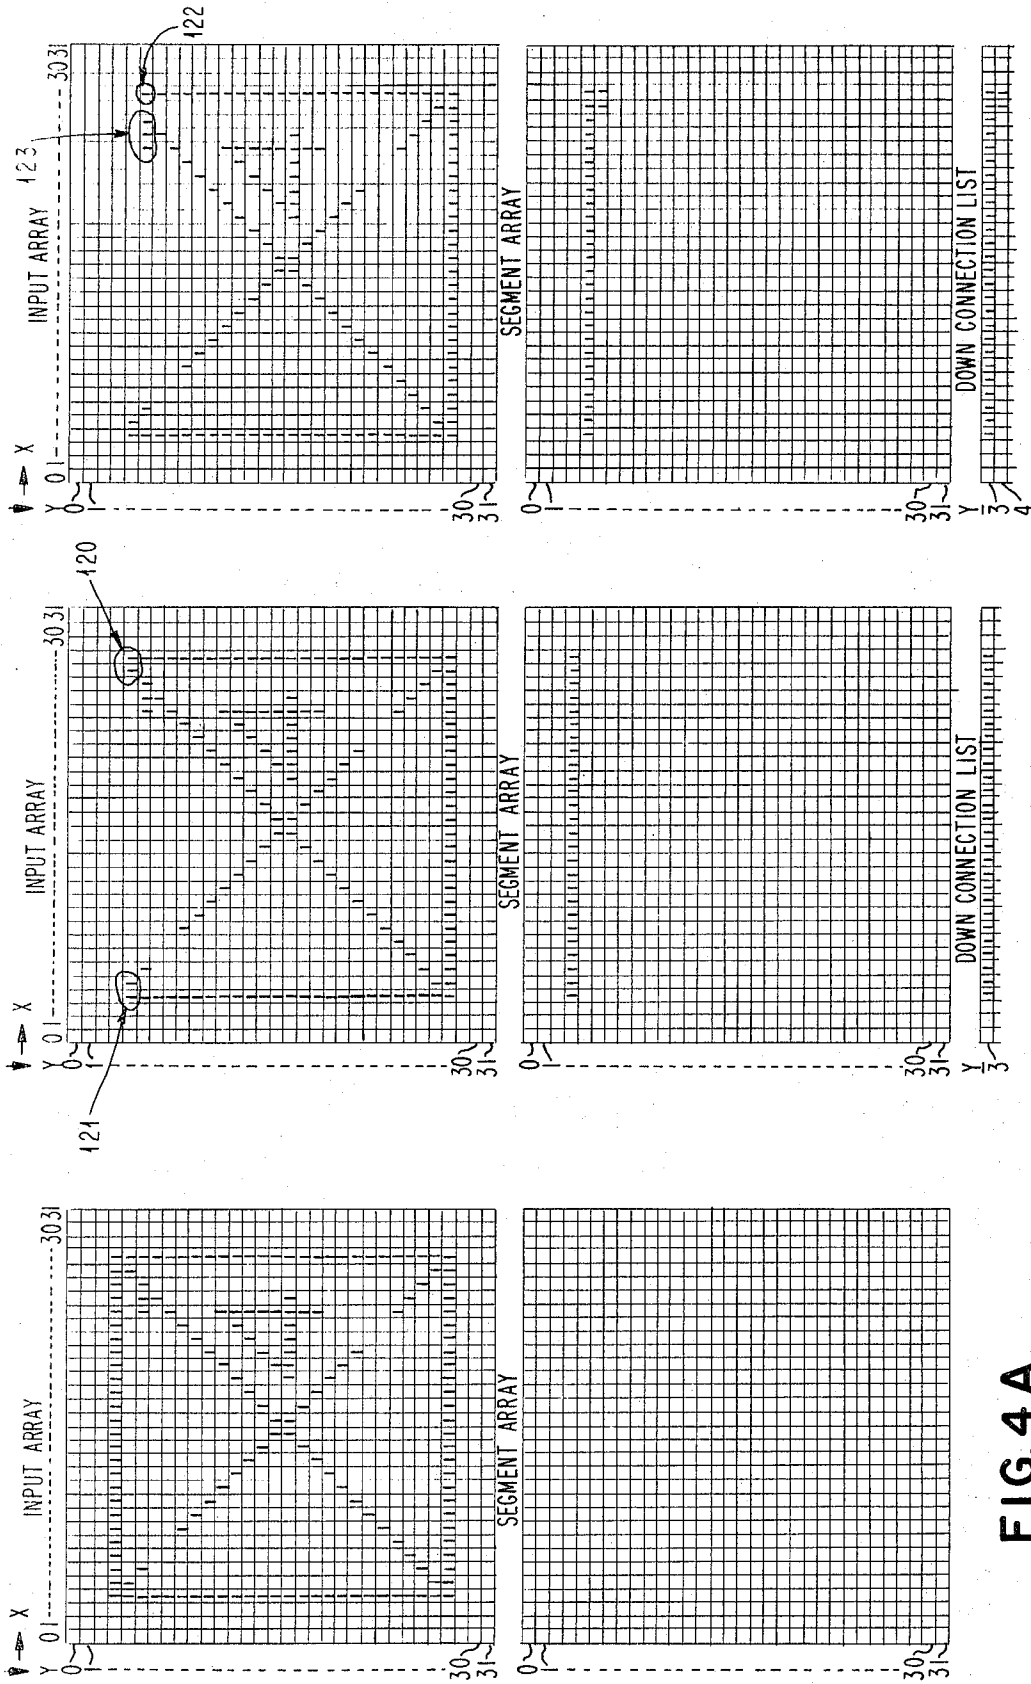 INPUT ARRAY
X
0 1 30 31
Y
0
1
30
31
SEGMENT ARRAY
0
1
30
31
INPUT ARRAY
X
0 1 30 31
Y
0
1
30
31
120
121
SEGMENT ARRAY
0
1
30
31
DOWN CONNECTION LIST
Y
3
INPUT ARRAY
X
0 1 30 31
Y
0
1
30
31
123
122
SEGMENT ARRAY
0
1
30
31
DOWN CONNECTION LIST
Y
3
4
FIG. 4A